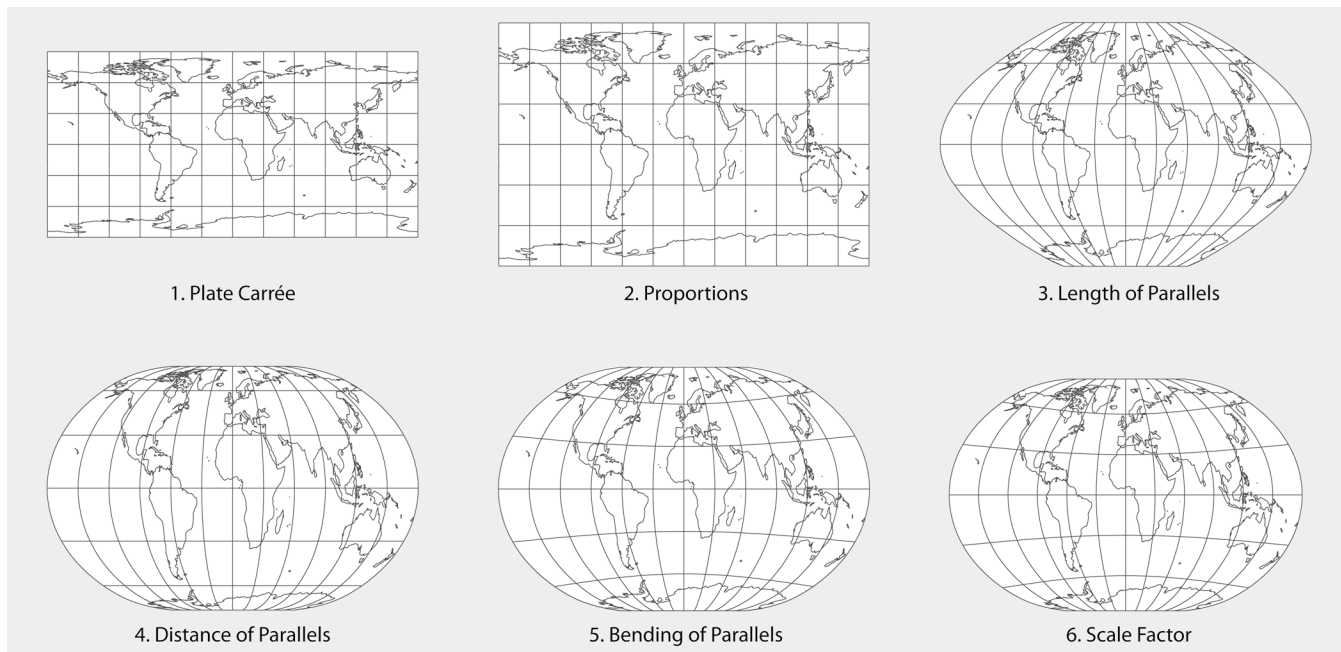 1. Plate Carrée
2. Proportions
3. Length of Parallels
4. Distance of Parallels
5. Bending of Parallels
6. Scale Factor